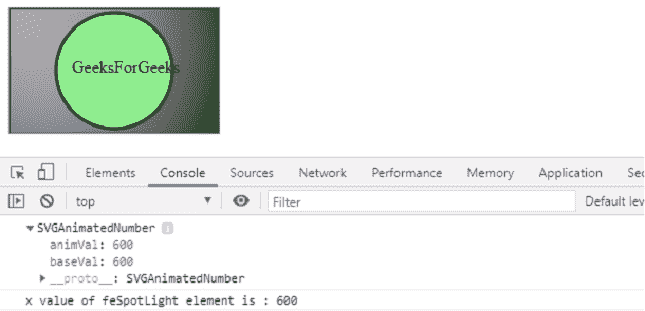 GeeksForGeeks
Elements Console Sources Network Performance Memory Application Sec
top Filter Default lev
SVGAnimatedNumber i
animVal: 600
baseVal: 600
__proto__: SVGAnimatedNumber
x value of feSpotLight element is : 600